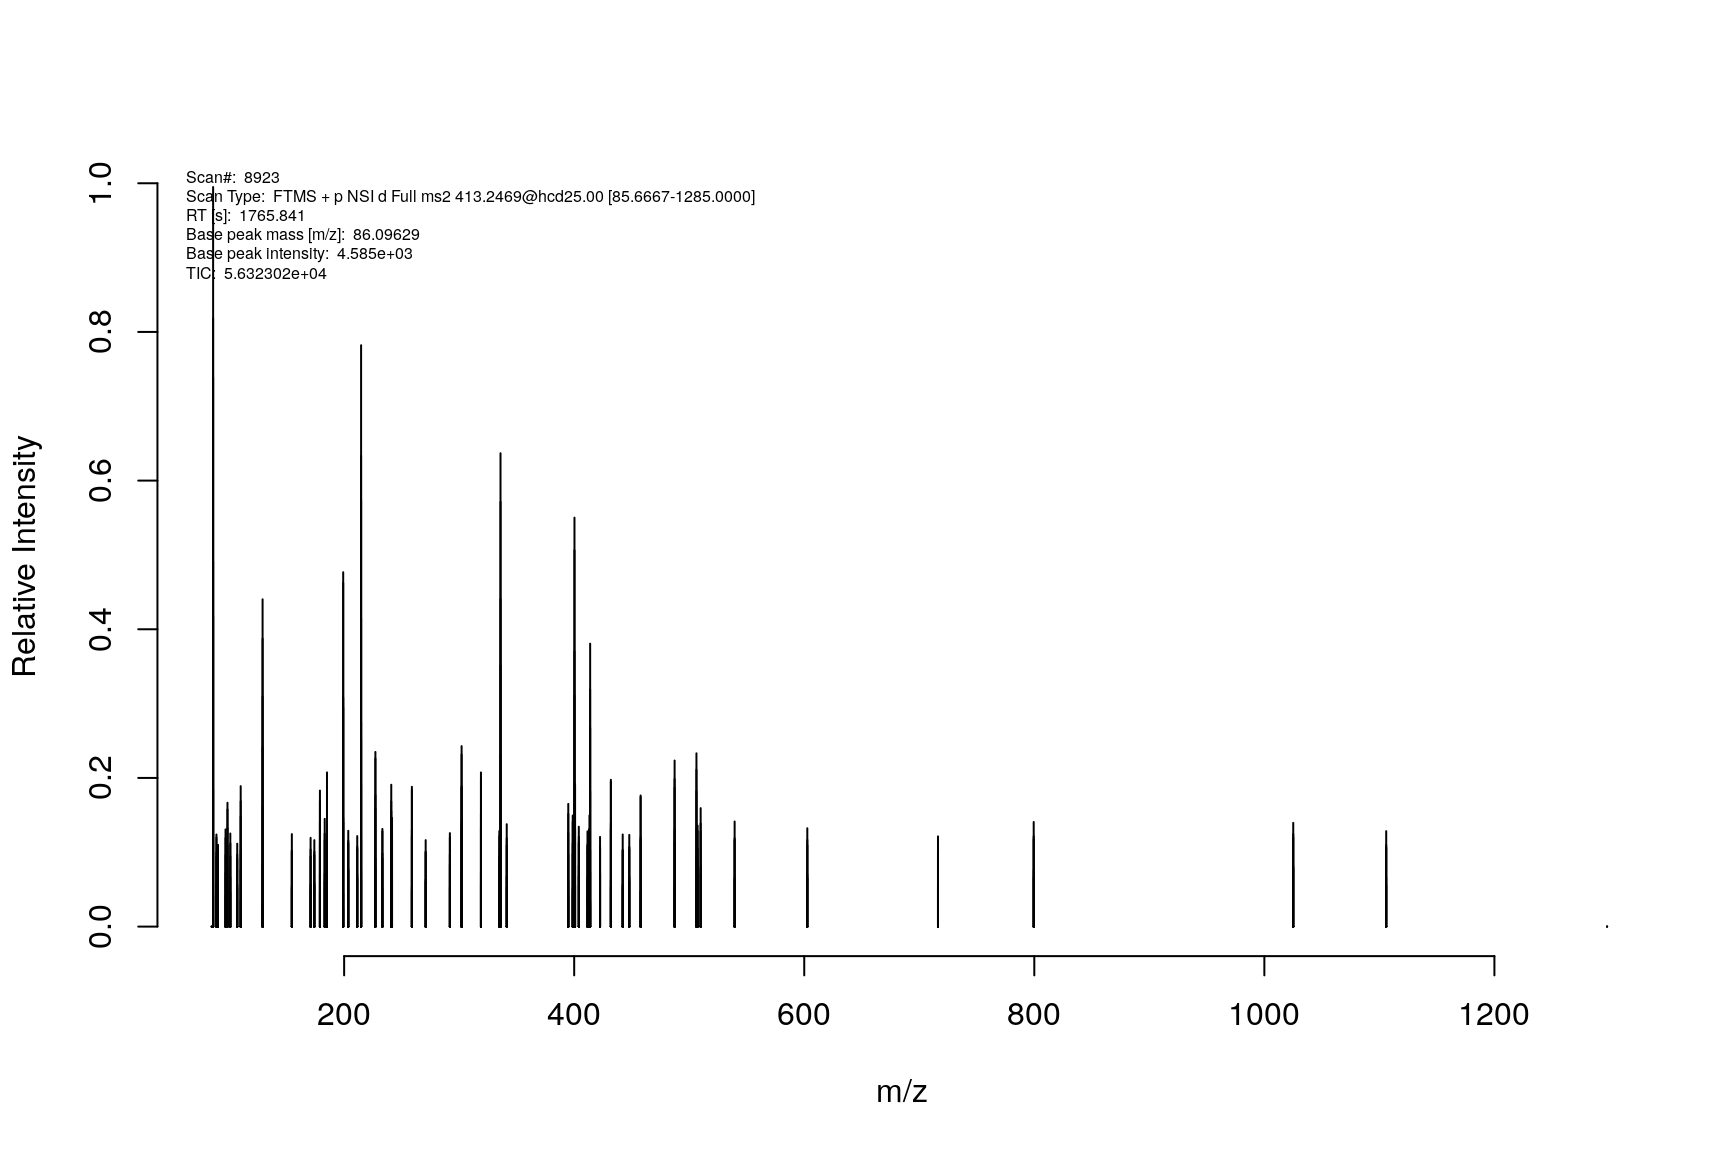 Scan#: 8923
Scan Type: FTMS + p NSI d Full ms2 413.2469@hcd25.00 [85.6667-1285.0000]
RT [s]: 1765.841
Base peak mass [m/z]: 86.09629
Base peak intensity: 4.585e+03
TIC: 5.632302e+04
1.0
0.8
0.6
0.4
0.2
0.0
Relative Intensity
200 400 600 800 1000 1200
m/z